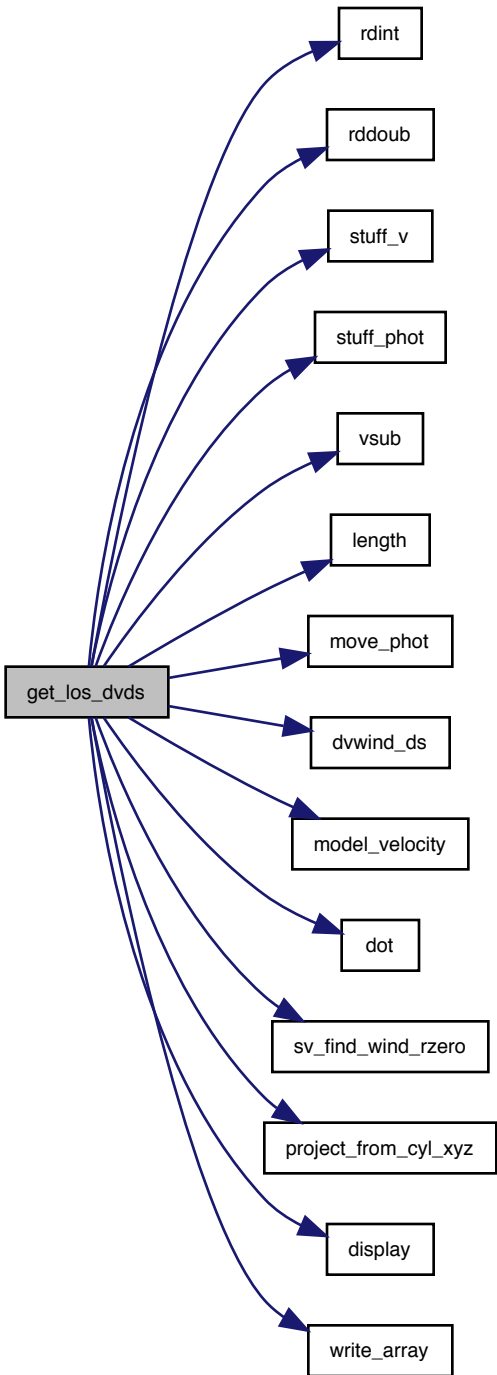 rdint
rddoub
stuff_v
stuff_phot
vsub
length
move_phot
get_los_dvds
dvwind_ds
model_velocity
dot
sv_find_wind_rzero
project_from_cyl_xyz
display
write_array